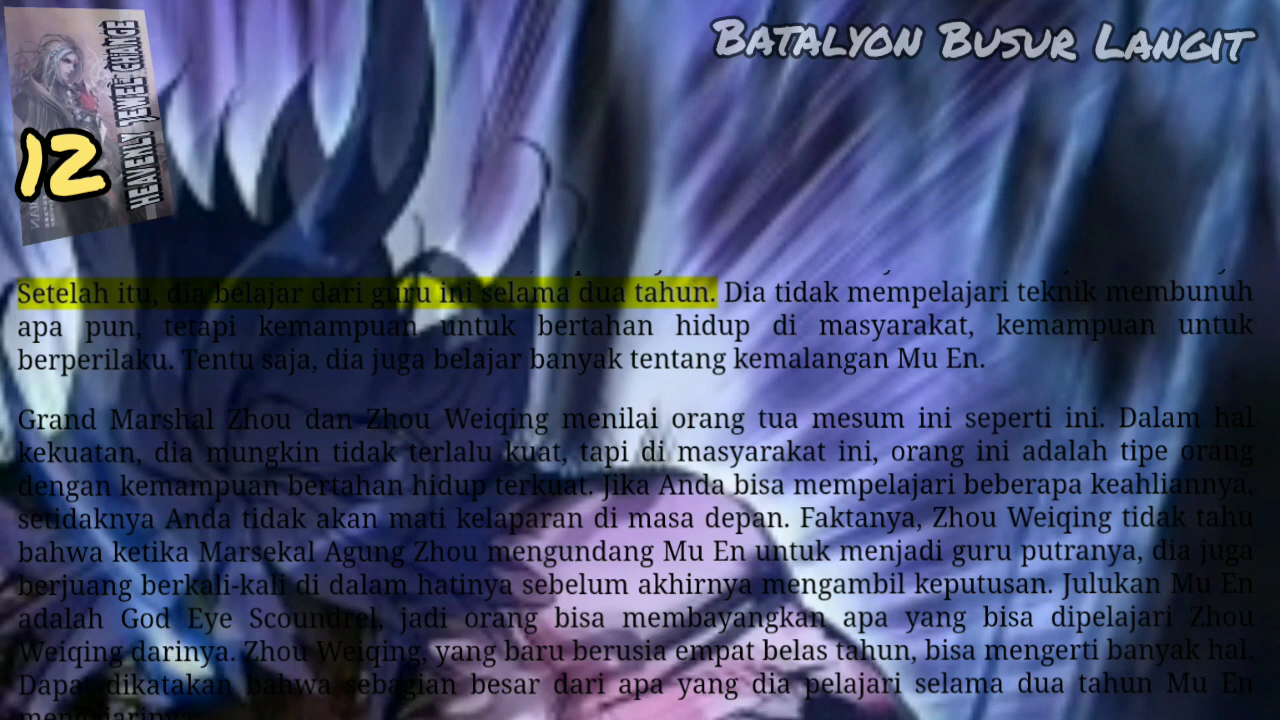 Batalyon Busur Langit
HEAVENLY JEWEL CHANGE
12
Setelah itu, dia belajar dari guru ini selama dua tahun. Dia tidak mempelajari teknik membunuh
apa pun, tetapi kemampuan untuk bertahan hidup di masyarakat, kemampuan untuk
berperilaku. Tentu saja, dia juga belajar banyak tentang kemalangan Mu En.
Grand Marshal Zhou dan Zhou Weiqing menilai orang tua mesum ini seperti ini. Dalam hal
kekuatan, dia mungkin tidak terlalu kuat, tapi di masyarakat ini, orang ini adalah tipe orang
dengan kemampuan bertahan hidup terkuat. Jika Anda bisa mempelajari beberapa keahliannya,
setidaknya Anda tidak akan mati kelaparan di masa depan. Faktanya, Zhou Weiqing tidak tahu
bahwa ketika Marsekal Agung Zhou mengundang Mu En untuk menjadi guru putranya, dia juga
berjuang berkali-kali di dalam hatinya sebelum akhirnya mengambil keputusan. Julukan Mu En
adalah God Eye Scoundrel, jadi orang bisa membayangkan apa yang bisa dipelajari Zhou
Weiqing darinya. Zhou Weiqing, yang baru berusia empat belas tahun, bisa mengerti banyak hal.
Dapat dikatakan bahwa sebagian besar dari apa yang dia pelajari selama dua tahun Mu En